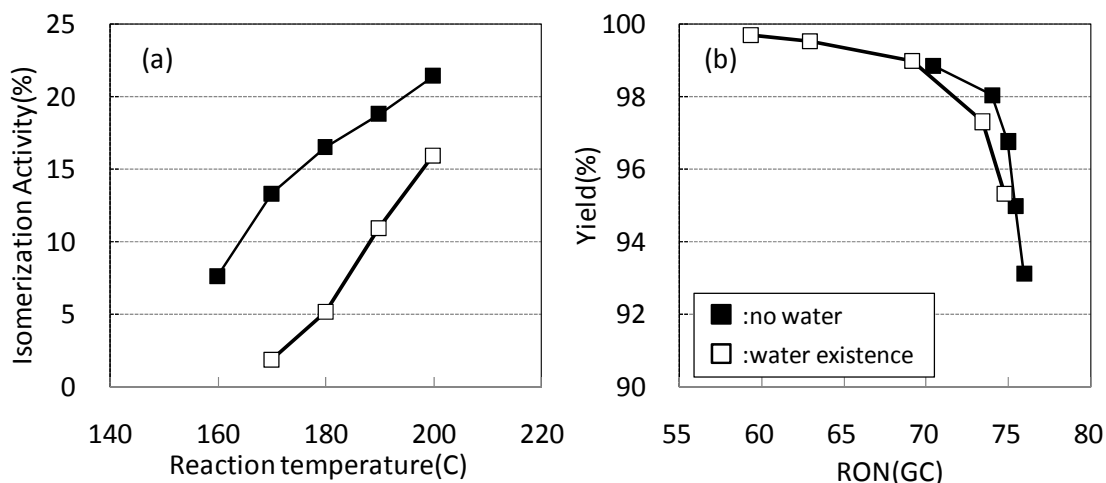 (a)
Isomerization Activity(%)
25
20
15
10
5
0
140 160 180 200 220
Reaction temperature(C)
(b)
Yield(%)
100
98
96
94
92
90
■ :no water
□ :water existence
55 60 65 70 75 80
RON(GC)